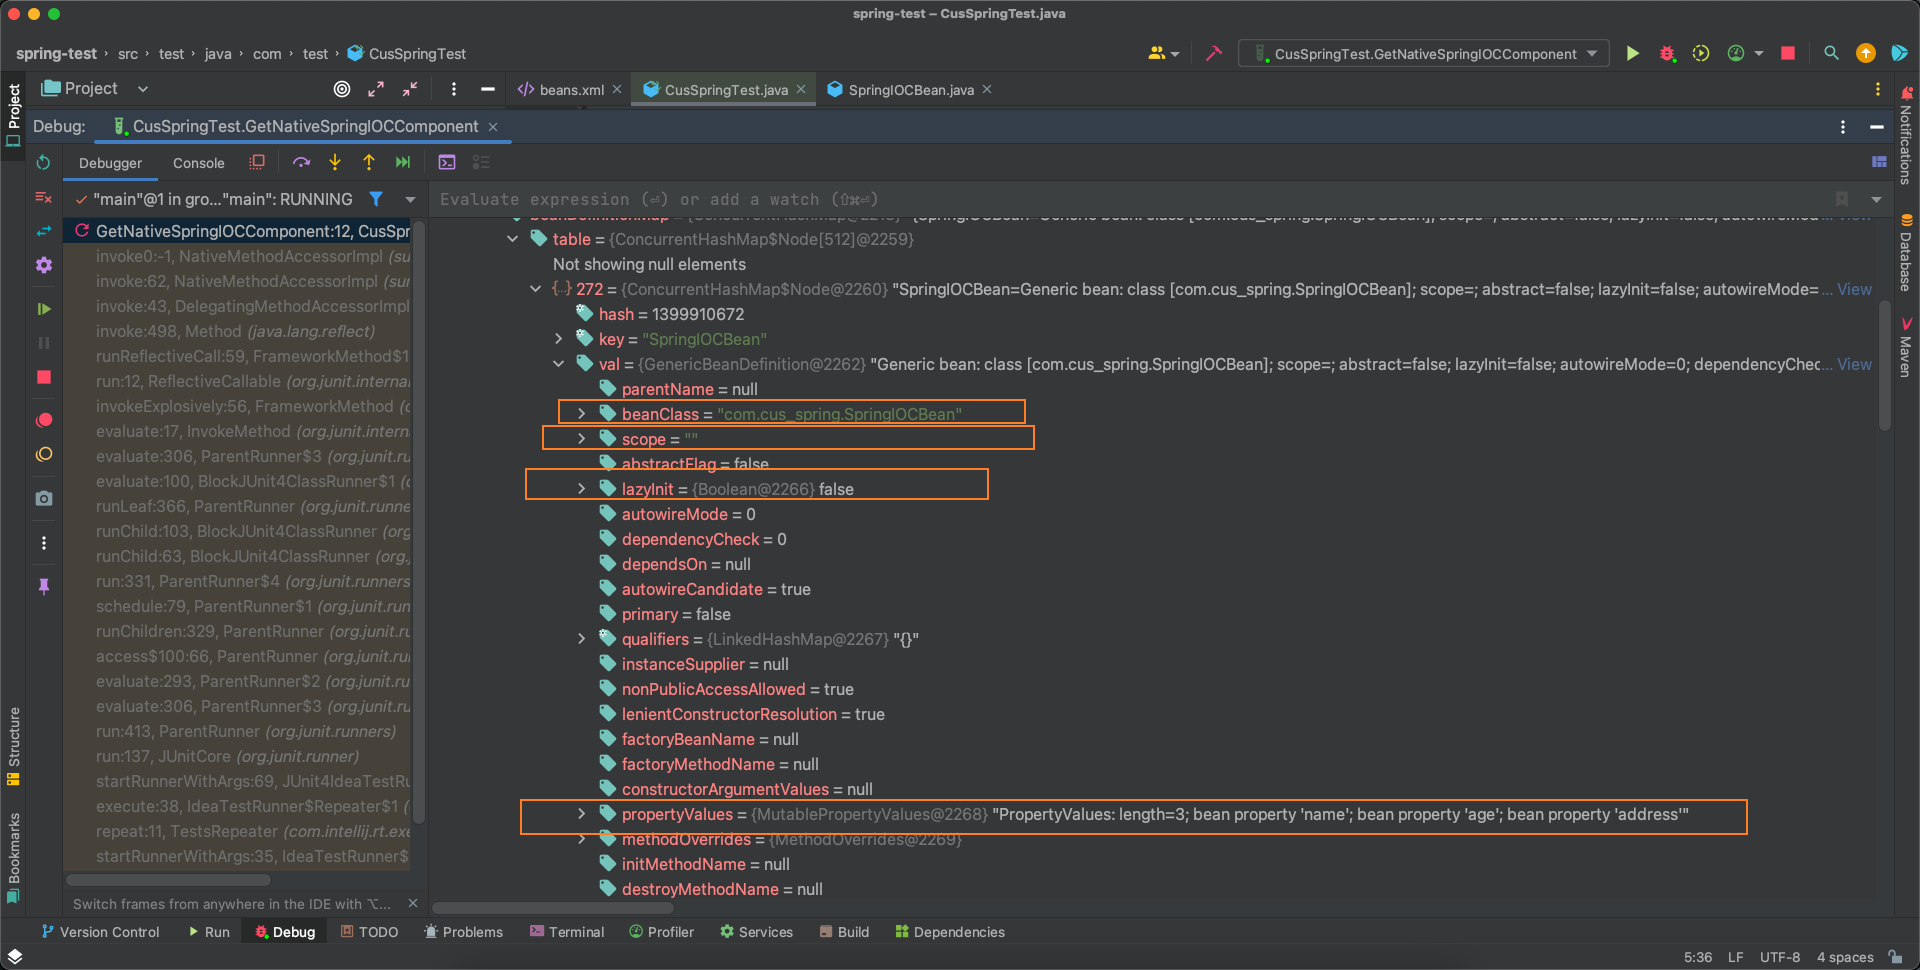 spring-test – CusSpringTest.java
spring-test › src › test › java › com › test › CusSpringTest
CusSpringTest.GetNativeSpringIOCComponent
Project
beans.xml
CusSpringTest.java
SpringIOCBean.java
Debug:
CusSpringTest.GetNativeSpringIOCComponent
Debugger
Console
"main"@1 in gro..."main": RUNNING
Evaluate expression (⏎) or add a watch (⇧⌘⏎)
GetNativeSpringIOCComponent:12, CusSpr
invoke0:-1, NativeMethodAccessorImpl (su
invoke:62, NativeMethodAccessorImpl (sur
invoke:43, DelegatingMethodAccessorImpl
invoke:498, Method (java.lang.reflect)
runReflectiveCall:59, FrameworkMethod$1
run:12, ReflectiveCallable (org.junit.interna
invokeExplosively:56, FrameworkMethod (o
evaluate:17, InvokeMethod (org.junit.intern
evaluate:306, ParentRunner$3 (org.junit.ru
evaluate:100, BlockJUnit4ClassRunner$1 (o
runLeaf:366, ParentRunner (org.junit.runne
runChild:103, BlockJUnit4ClassRunner (org
runChild:63, BlockJUnit4ClassRunner (org.
run:331, ParentRunner$4 (org.junit.runners
schedule:79, ParentRunner$1 (org.junit.run
runChildren:329, ParentRunner (org.junit.ru
access$100:66, ParentRunner (org.junit.rui
evaluate:293, ParentRunner$2 (org.junit.ru
evaluate:306, ParentRunner$3 (org.junit.ru
run:413, ParentRunner (org.junit.runners)
run:137, JUnitCore (org.junit.runner)
startRunnerWithArgs:69, JUnit4IdeaTestRu
execute:38, IdeaTestRunner$Repeater$1 (
repeat:11, TestsRepeater (com.intellij.rt.exe
startRunnerWithArgs:35, IdeaTestRunner$
Switch frames from anywhere in the IDE with ⌥...
table = {ConcurrentHashMap$Node[512]@2259}
Not showing null elements
272 = {ConcurrentHashMap$Node@2260} "SpringIOCBean=Generic bean: class [com.cus_spring.SpringIOCBean]; scope=; abstract=false; lazyInit=false; autowireMode=... View
hash = 1399910672
key = "SpringIOCBean"
val = {GenericBeanDefinition@2262} "Generic bean: class [com.cus_spring.SpringIOCBean]; scope=; abstract=false; lazyInit=false; autowireMode=0; dependencyChec... View
parentName = null
beanClass = "com.cus_spring.SpringIOCBean"
scope = ""
abstractFlag = false
lazyInit = {Boolean@2266} false
autowireMode = 0
dependencyCheck = 0
dependsOn = null
autowireCandidate = true
primary = false
qualifiers = {LinkedHashMap@2267} "{}"
instanceSupplier = null
nonPublicAccessAllowed = true
lenientConstructorResolution = true
factoryBeanName = null
factoryMethodName = null
constructorArgumentValues = null
propertyValues = {MutablePropertyValues@2268} "PropertyValues: length=3; bean property 'name'; bean property 'age'; bean property 'address'"
methodOverrides = {MethodOverrides@2269}
initMethodName = null
destroyMethodName = null
Project
Structure
Bookmarks
Notifications
Database
Maven
Version Control
Run
Debug
TODO
Problems
Terminal
Profiler
Services
Build
Dependencies
5:36 LF UTF-8 4 spaces